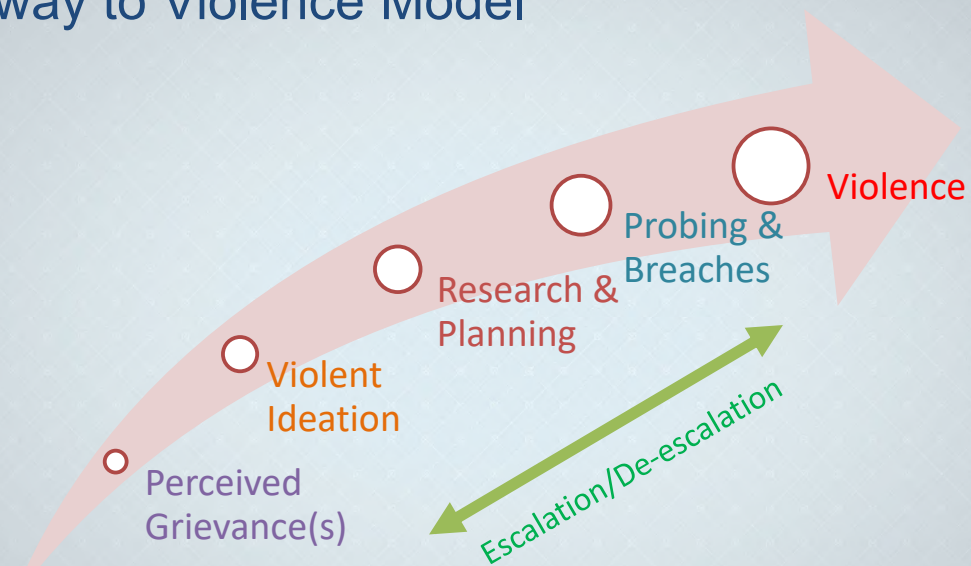 way to Violence Model
Violence
Probing &
Breaches
Research &
Planning
Violent
Ideation
Perceived
Grievance(s)
Escalation/De-escalation